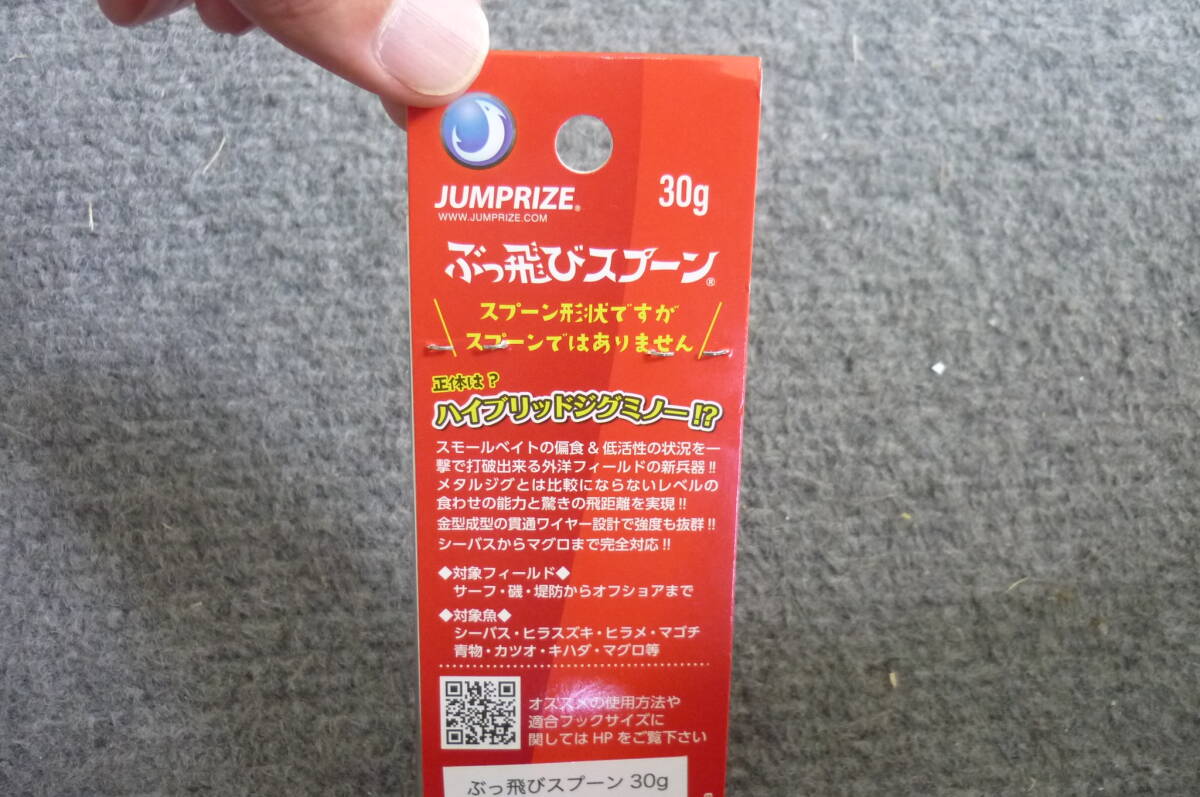 JUMPRIZE®
30g
WWW.JUMPRIZE.COM
ぶっ飛びスプーン®
スプーン形状ですが
スプーンではありません
正体は?
ハイブリッドジグミノー!?
スモールベイトの偏食&低活性の状況を一
撃で打破出来る外洋フィールドの新兵器!!
メタルジグとは比較にならないレベルの
食わせの能力と驚きの飛距離を実現!!
金型成型の貫通ワイヤー設計で強度も抜群!!
シーバスからマグロまで完全対応!!
◆対象フィールド◆
サーフ・磯・堤防からオフショアまで
◆対象魚◆
シーバス・ヒラスズキ・ヒラメ・マゴチ
青物・カツオ・キハダ・マグロ等
オススメの使用方法や
適合フックサイズに
関してはHPをご覧下さい
ぶっ飛びスプーン 30g